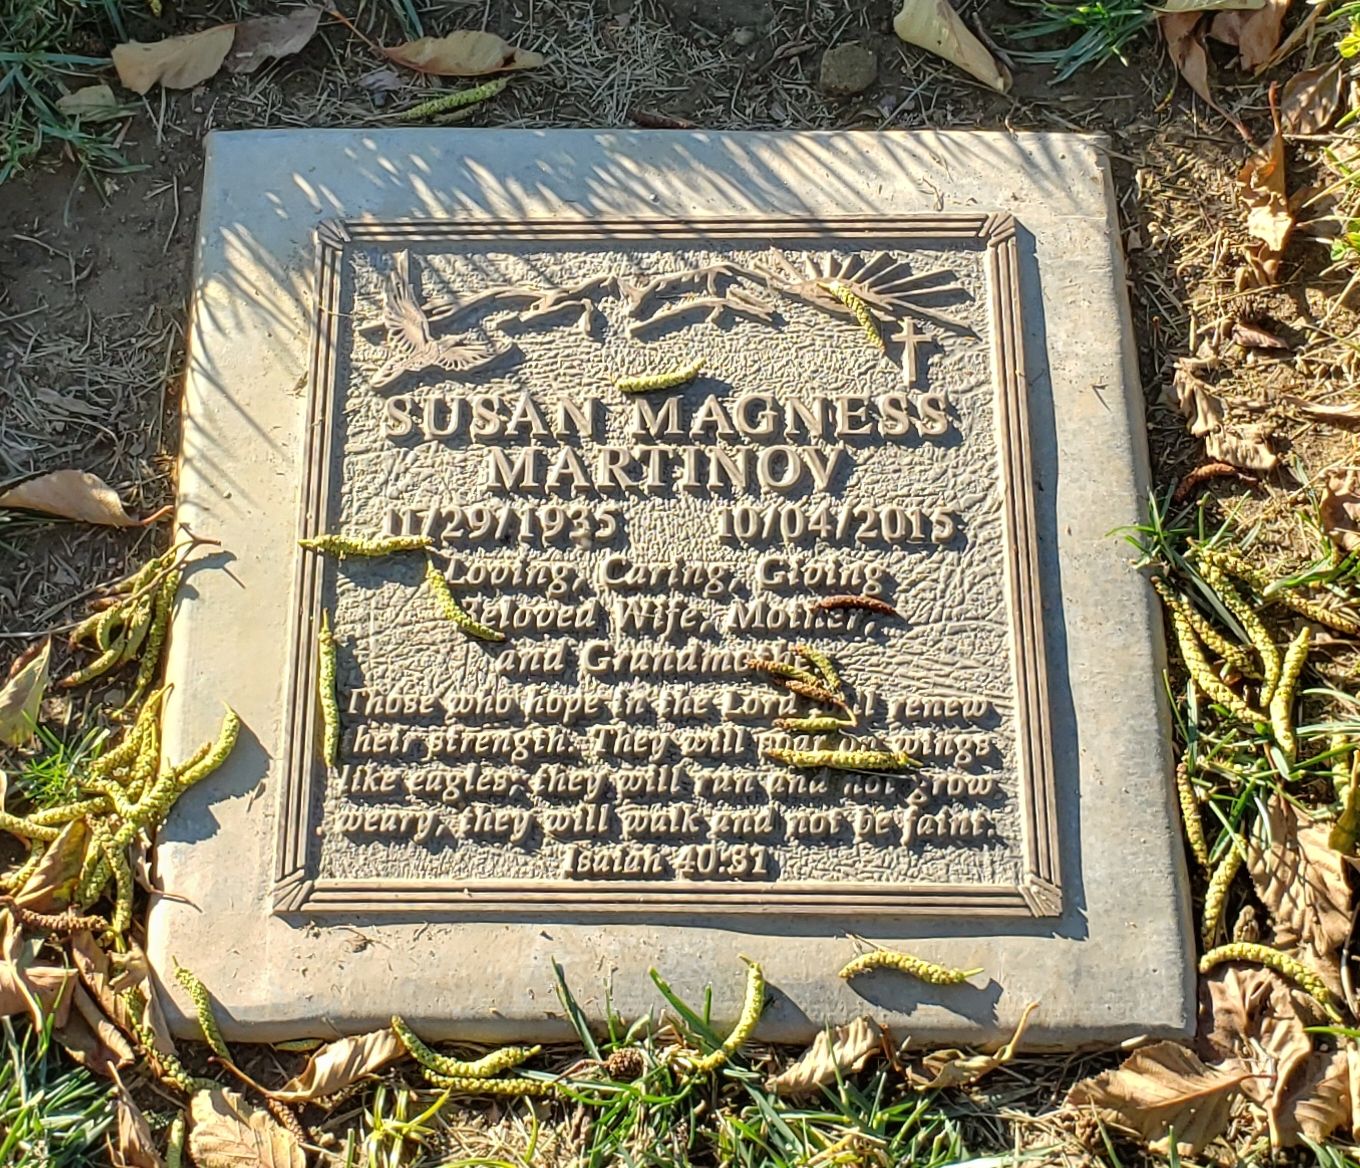 SUSAN MAGNESS
MARTINOV
11/29/1935 10/04/2015
Loving, Caring, Giving
Beloved Wife, Mother,
and Grandmother
Those who hope in the Lord will renew
their strength. They will soar on wings
like eagles; they will run and not grow
weary, they will walk and not be faint.
Isaiah 40:31